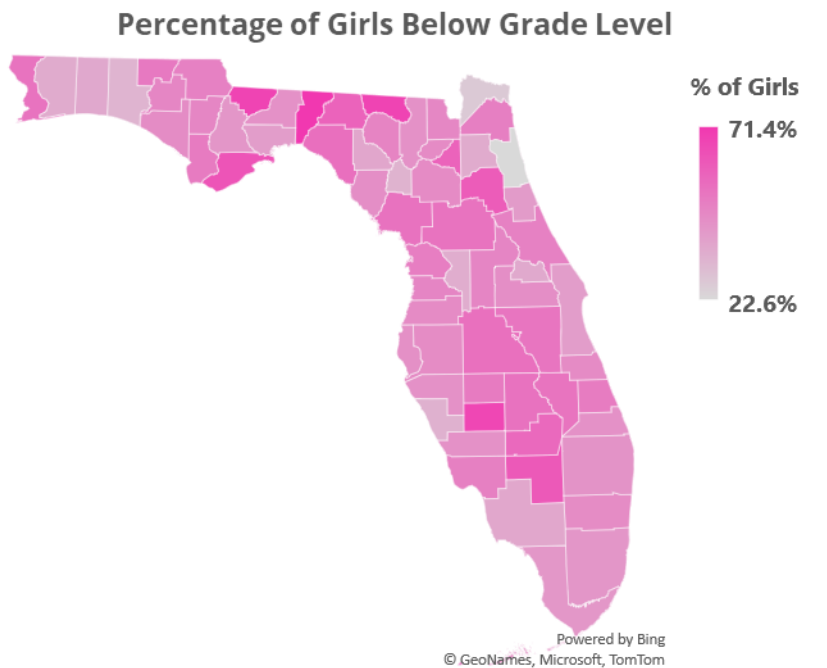 Percentage of Girls Below Grade Level
% of Girls
71.4%
22.6%
Powered by Bing
© GeoNames, Microsoft, TomTom